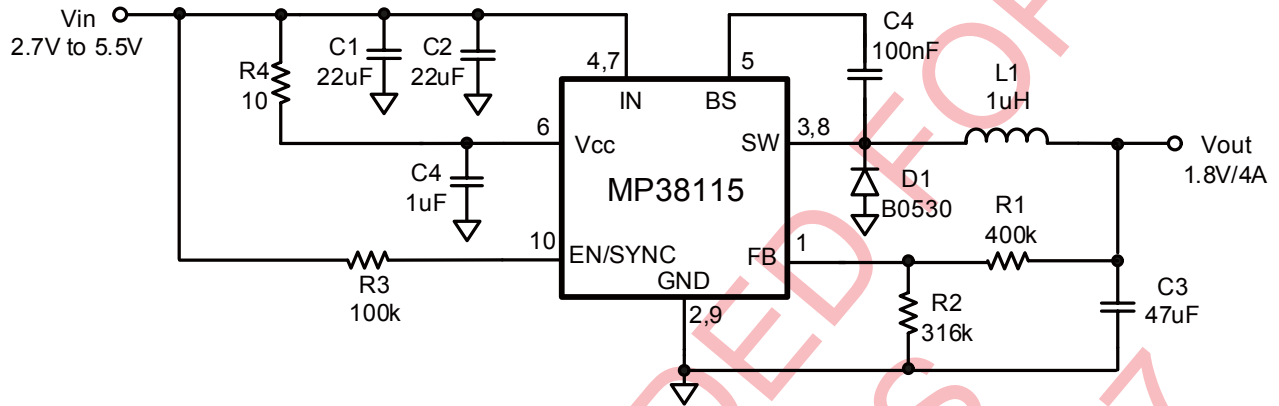 Vin
2.7V to 5.5V
R4
10
C1
22uF
C2
22uF
4,7
5
C4
100nF
L1
1uH
IN
BS
6
Vcc
SW
3,8
Vout
1.8V/4A
C4
1uF
MP38115
D1
B0530
R1
400k
10
EN/SYNC
FB
1
R3
100k
GND
2,9
R2
316k
C3
47uF